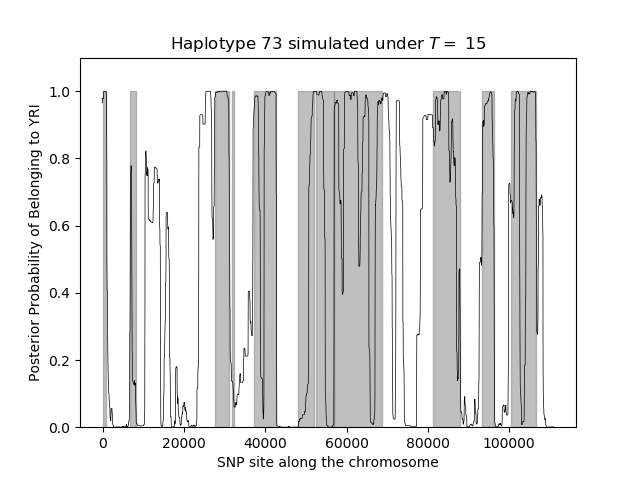 Haplotype 73 simulated under T = 15
Posterior Probability of Belonging to YRI
1.0
0.8
0.6
0.4
0.2
0.0
0 20000 40000 60000 80000 100000
SNP site along the chromosome